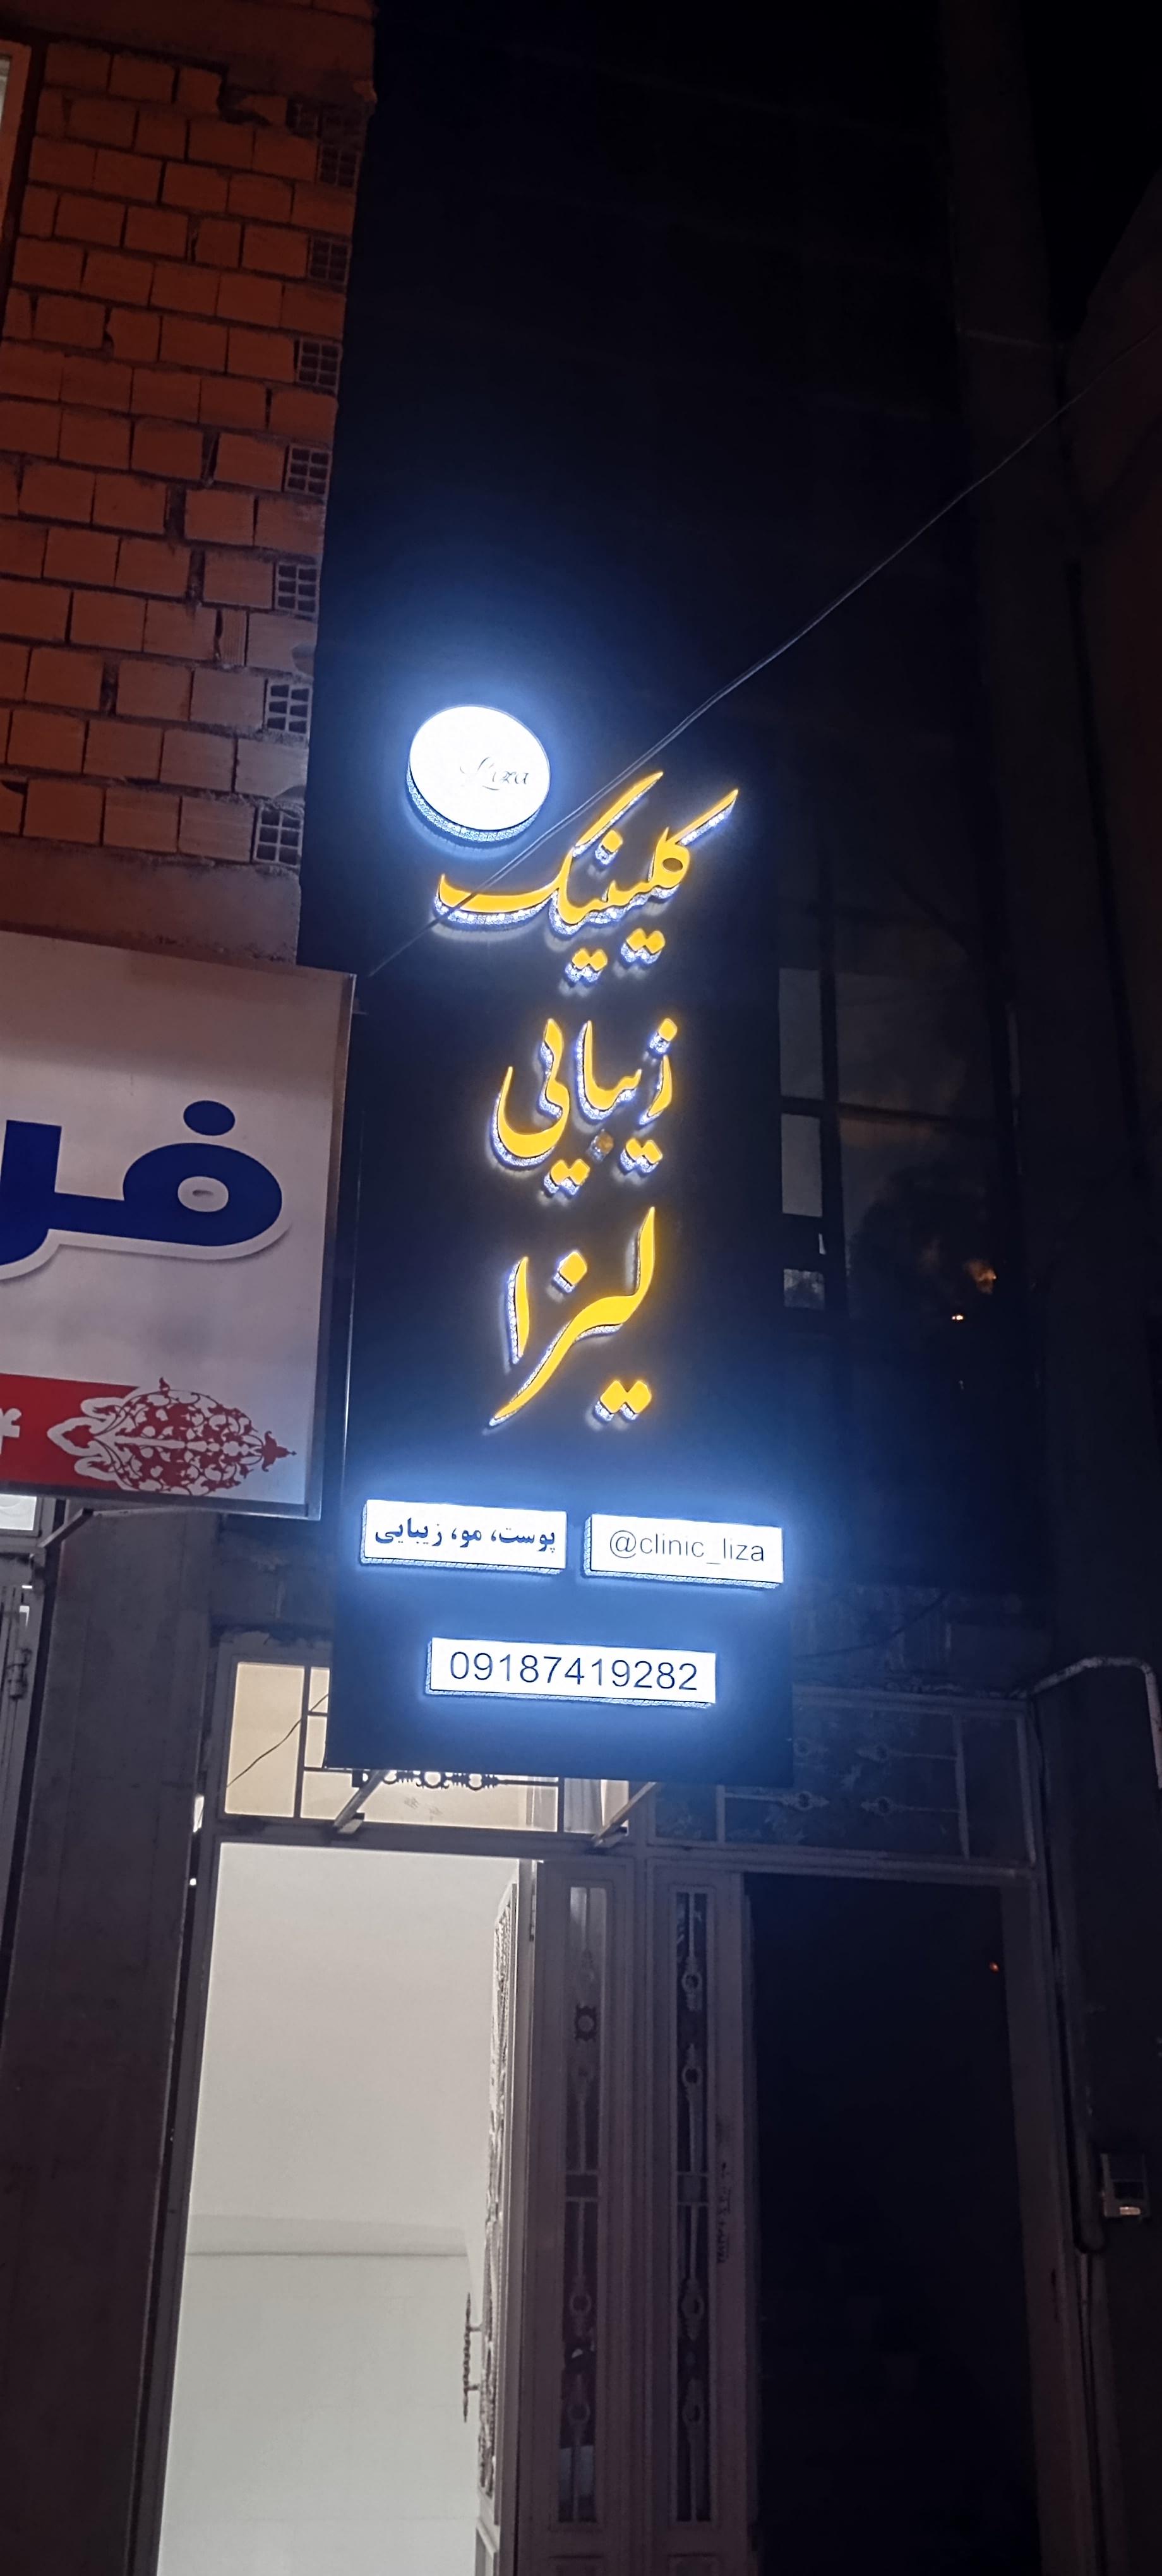 Liza
کلینیک
زیبایی
لیزا
پوست، مو، زیبایی
@clinic_liza
09187419282